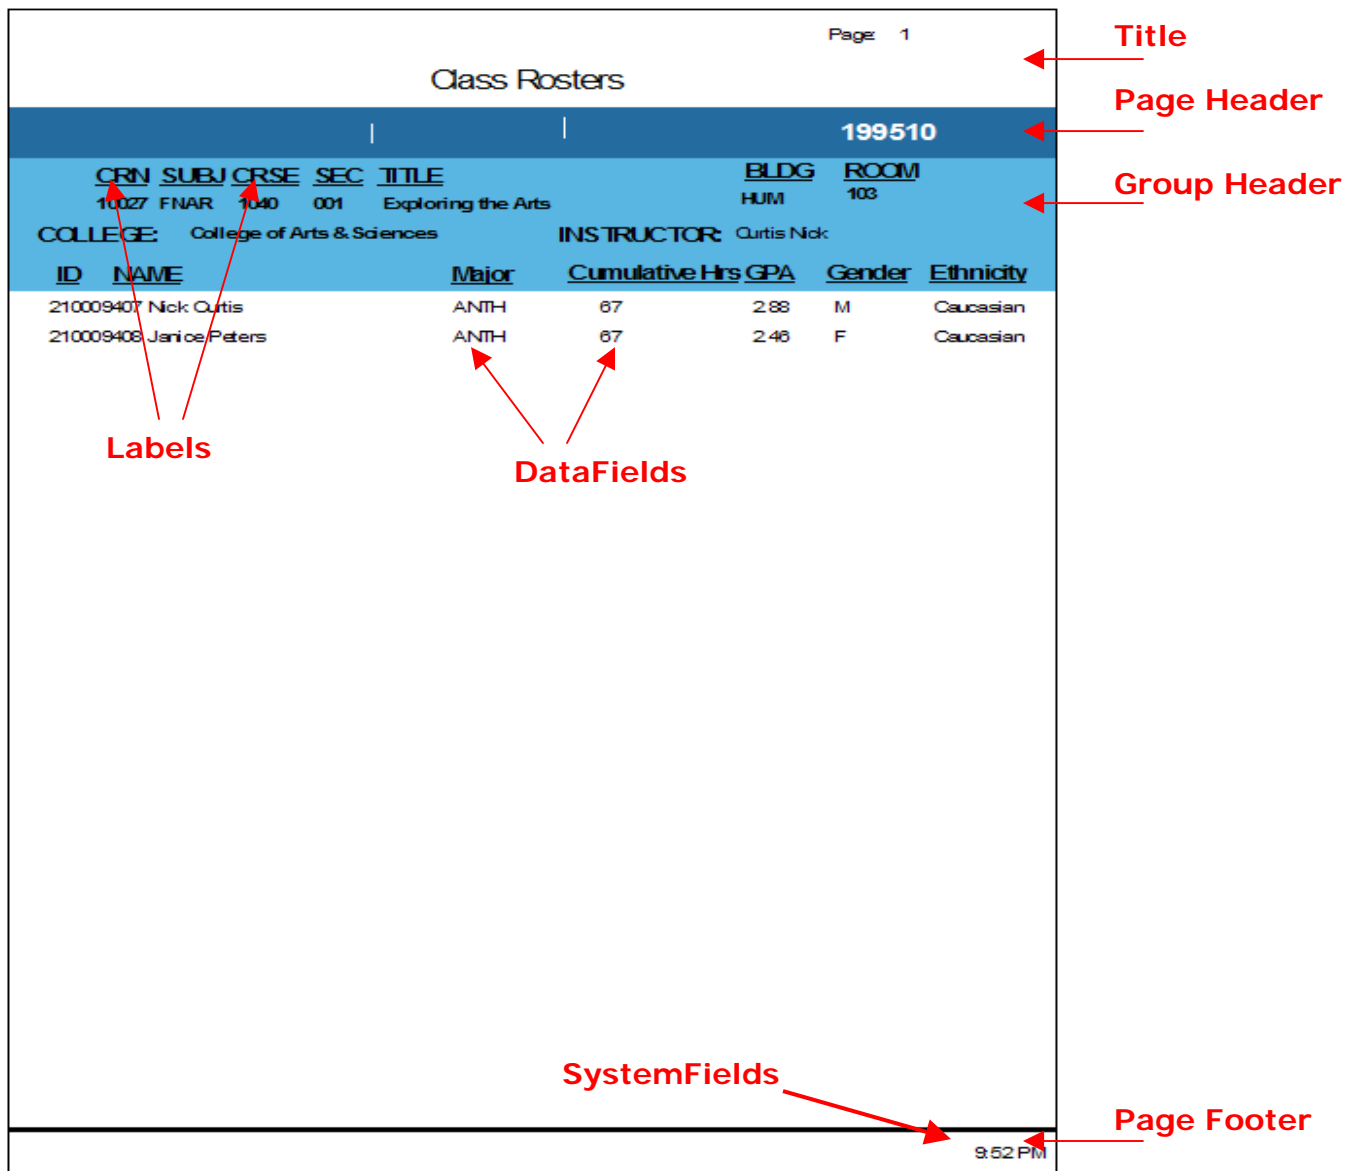 Page: 1
Title
Class Rosters
Page Header
199510
Group Header
CRN SUBJ CRSE SEC TITLE BLDG ROOM
10027 FNAR 1040 001 Exploring the Arts HUM 103
COLLEGE: College of Arts & Sciences INSTRUCTOR: Curtis Nick
ID NAME Major Cumulative Hrs GPA Gender Ethnicity
210009407 Nick Curtis ANTH 67 2.88 M Caucasian
210009408 Janice Peters ANTH 67 2.46 F Caucasian
Labels
DataFields
SystemFields
Page Footer
9:52 PM